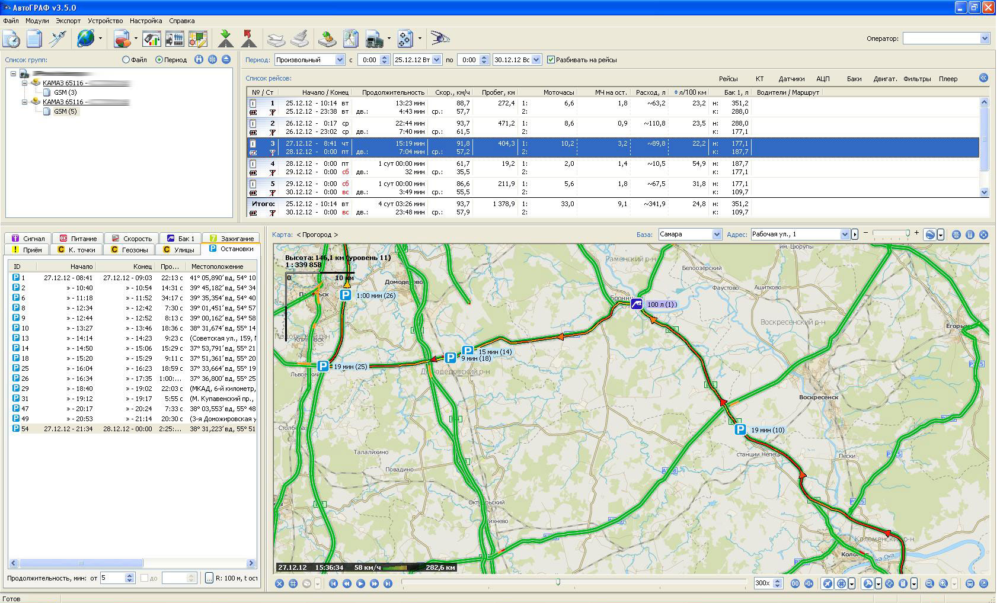 АвтоГРАФ v3.5.0
Файл Модули Экспорт Устройство Настройка Справка
Оператор:
Список групп: Файл Период
КАМАЗ 65116 -
GSM (3)
КАМАЗ 65116 -
GSM (5)
Период: Произвольный с 0:00 25.12.12 Вт по 0:00 30.12.12 Вс Разбивать на рейсы
Список рейсов: Рейсы КТ Датчики АЦП Баки Двигат. Фильтры Плеер
№ / Ст Начало / Конец Продолжительность Скор., км/ч Пробег, км Моточасы МЧ на ост. Расход, л л/100 км Бак 1, л Водители / Маршрут
1 25.12.12 - 10:14 вт 13:23 мин 88,7 272,4 1: 6,6 1,8 ~63,2 23,2 н: 351,2
25.12.12 - 23:38 вт дв.: 4:43 мин ср.: 57,7 2: к: 288,0
2 26.12.12 - 0:17 ср 22:44 мин 93,7 471,2 1: 8,6 0,9 ~110,8 23,5 н: 288,0
26.12.12 - 23:02 ср дв.: 7:40 мин ср.: 61,5 2: к: 177,1
3 27.12.12 - 8:41 чт 15:19 мин 91,8 404,3 1: 10,2 3,2 ~89,8 22,2 н: 177,1
28.12.12 - 0:00 пт дв.: 7:04 мин ср.: 57,2 2: к: 187,7
4 28.12.12 - 0:00 пт 1 сут 00:00 мин 61,7 19,2 1: 2,0 1,4 ~10,5 54,9 н: 187,7
29.12.12 - 0:00 сб дв.: 32 мин ср.: 35,5 2: к: 177,1
5 29.12.12 - 0:00 сб 1 сут 00:00 мин 86,6 211,9 1: 5,6 1,8 ~67,5 31,8 н: 177,1
30.12.12 - 0:00 вс дв.: 3:49 мин ср.: 55,5 2: к: 109,7
Итого: 25.12.12 - 10:14 вт 4 сут 03:26 мин 93,7 1 378,9 1: 33,0 9,1 ~341,9 24,8 н: 351,2
30.12.12 - 0:00 вс дв.: 23:48 мин ср.: 57,9 2: к: 109,7
Сигнал Питание Скорость Бак 1 Зажигание
Приём К. точки Геозоны Улицы Остановки
ID Начало Конец Про... Местоположение
1 27.12.12 - 08:41 27.12.12 - 09:03 22:13 с 41° 05,890' вд, 54° 10
2 » - 10:40 » - 10:54 14:31 с 39° 45,182' вд, 54° 34
6 » - 11:18 » - 11:52 34:17 с 39° 35,354' вд, 54° 40
8 » - 12:34 » - 12:42 7:30 с 39° 01,451' вд, 54° 57
9 » - 12:44 » - 12:52 8:13 с 39° 00,162' вд, 54° 58
10 » - 13:27 » - 13:46 18:36 с 38° 31,674' вд, 55° 14
13 » - 14:14 » - 14:23 9:23 с (Советская ул., 159,
14 » - 14:50 » - 15:06 15:29 с 37° 53,791' вд, 55° 21
18 » - 15:20 » - 15:29 9:11 с 37° 51,361' вд, 55° 20
25 » - 16:04 » - 16:23 18:59 с 37° 33,664' вд, 55° 19
26 » - 16:34 » - 17:35 1:00:... 37° 36,800' вд, 55° 25
29 » - 18:40 » - 19:02 22:03 с (МКАД, 6-й километр,
31 » - 19:12 » - 19:17 5:55 с (М. Купавенский пр.,
47 » - 20:17 » - 20:24 7:33 с 38° 03,553' вд, 55° 48
49 » - 20:53 » - 21:14 20:30 с (3-я Доможировская у
54 27.12.12 - 21:34 28.12.12 - 00:00 2:25:... 38° 31,223' вд, 55° 51
Продолжительность, мин: от 5 до ... R: 100 м, t ост
Карта: < Прогород > База: Самара Адрес: Рабочая ул., 1
Высота: 146,1 км (уровень 11)
1 : 339 858
0 10 км
им. Цюрупы
Раменский р-н
Белоозерский
Домодедово
Фаустово Ашитково
1:00 мин (26)
100 л (1)
Воскресенский р-н
Егорь
15 мин (14)
9 мин (18)
19 мин (25)
Львовский
Домодедовский р-н
Воскресенск
Столбовая
19 мин (10)
Талалихино
станции Непец
Пески
Повадино
Коломенский р-н
27.12.12 15:36:34 58 км/ч 282,6 км
300x
Готов